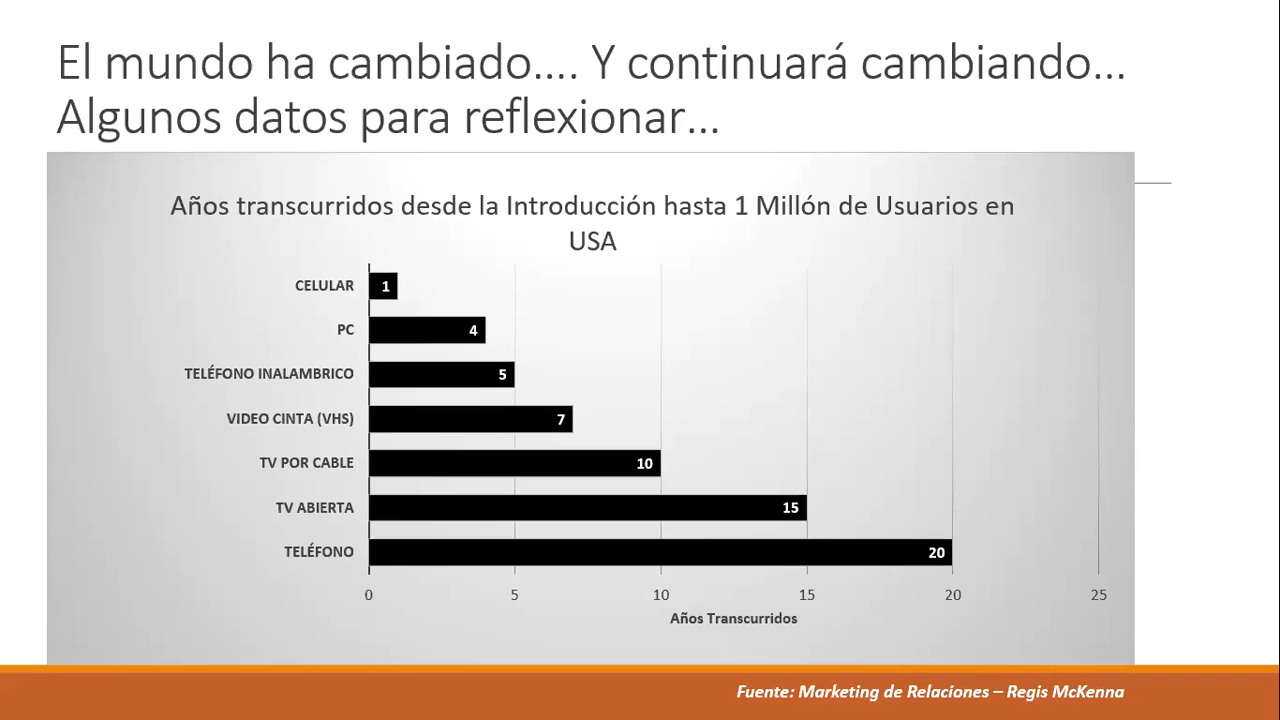 El mundo ha cambiado…. Y continuará cambiando…
Algunos datos para reflexionar…
Años transcurridos desde la Introducción hasta 1 Millón de Usuarios en
USA
CELULAR 1
PC 4
TELÉFONO INALAMBRICO 5
VIDEO CINTA (VHS) 7
TV POR CABLE 10
TV ABIERTA 15
TELÉFONO 20
0 5 10 15 20 25
Años Transcurridos
Fuente: Marketing de Relaciones – Regis McKenna